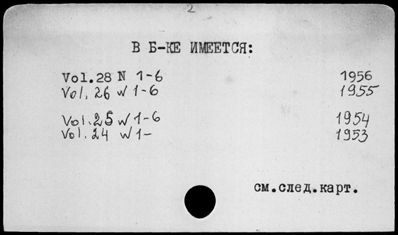 2
В Б-КЕ ИМЕЕТСЯ:
Vol.28 N 1-6 1956
Vol. 26 N 1-6 1955
Vol.25 N 1-6 1954
Vol.24 N 1- 1953
см.след.карт.